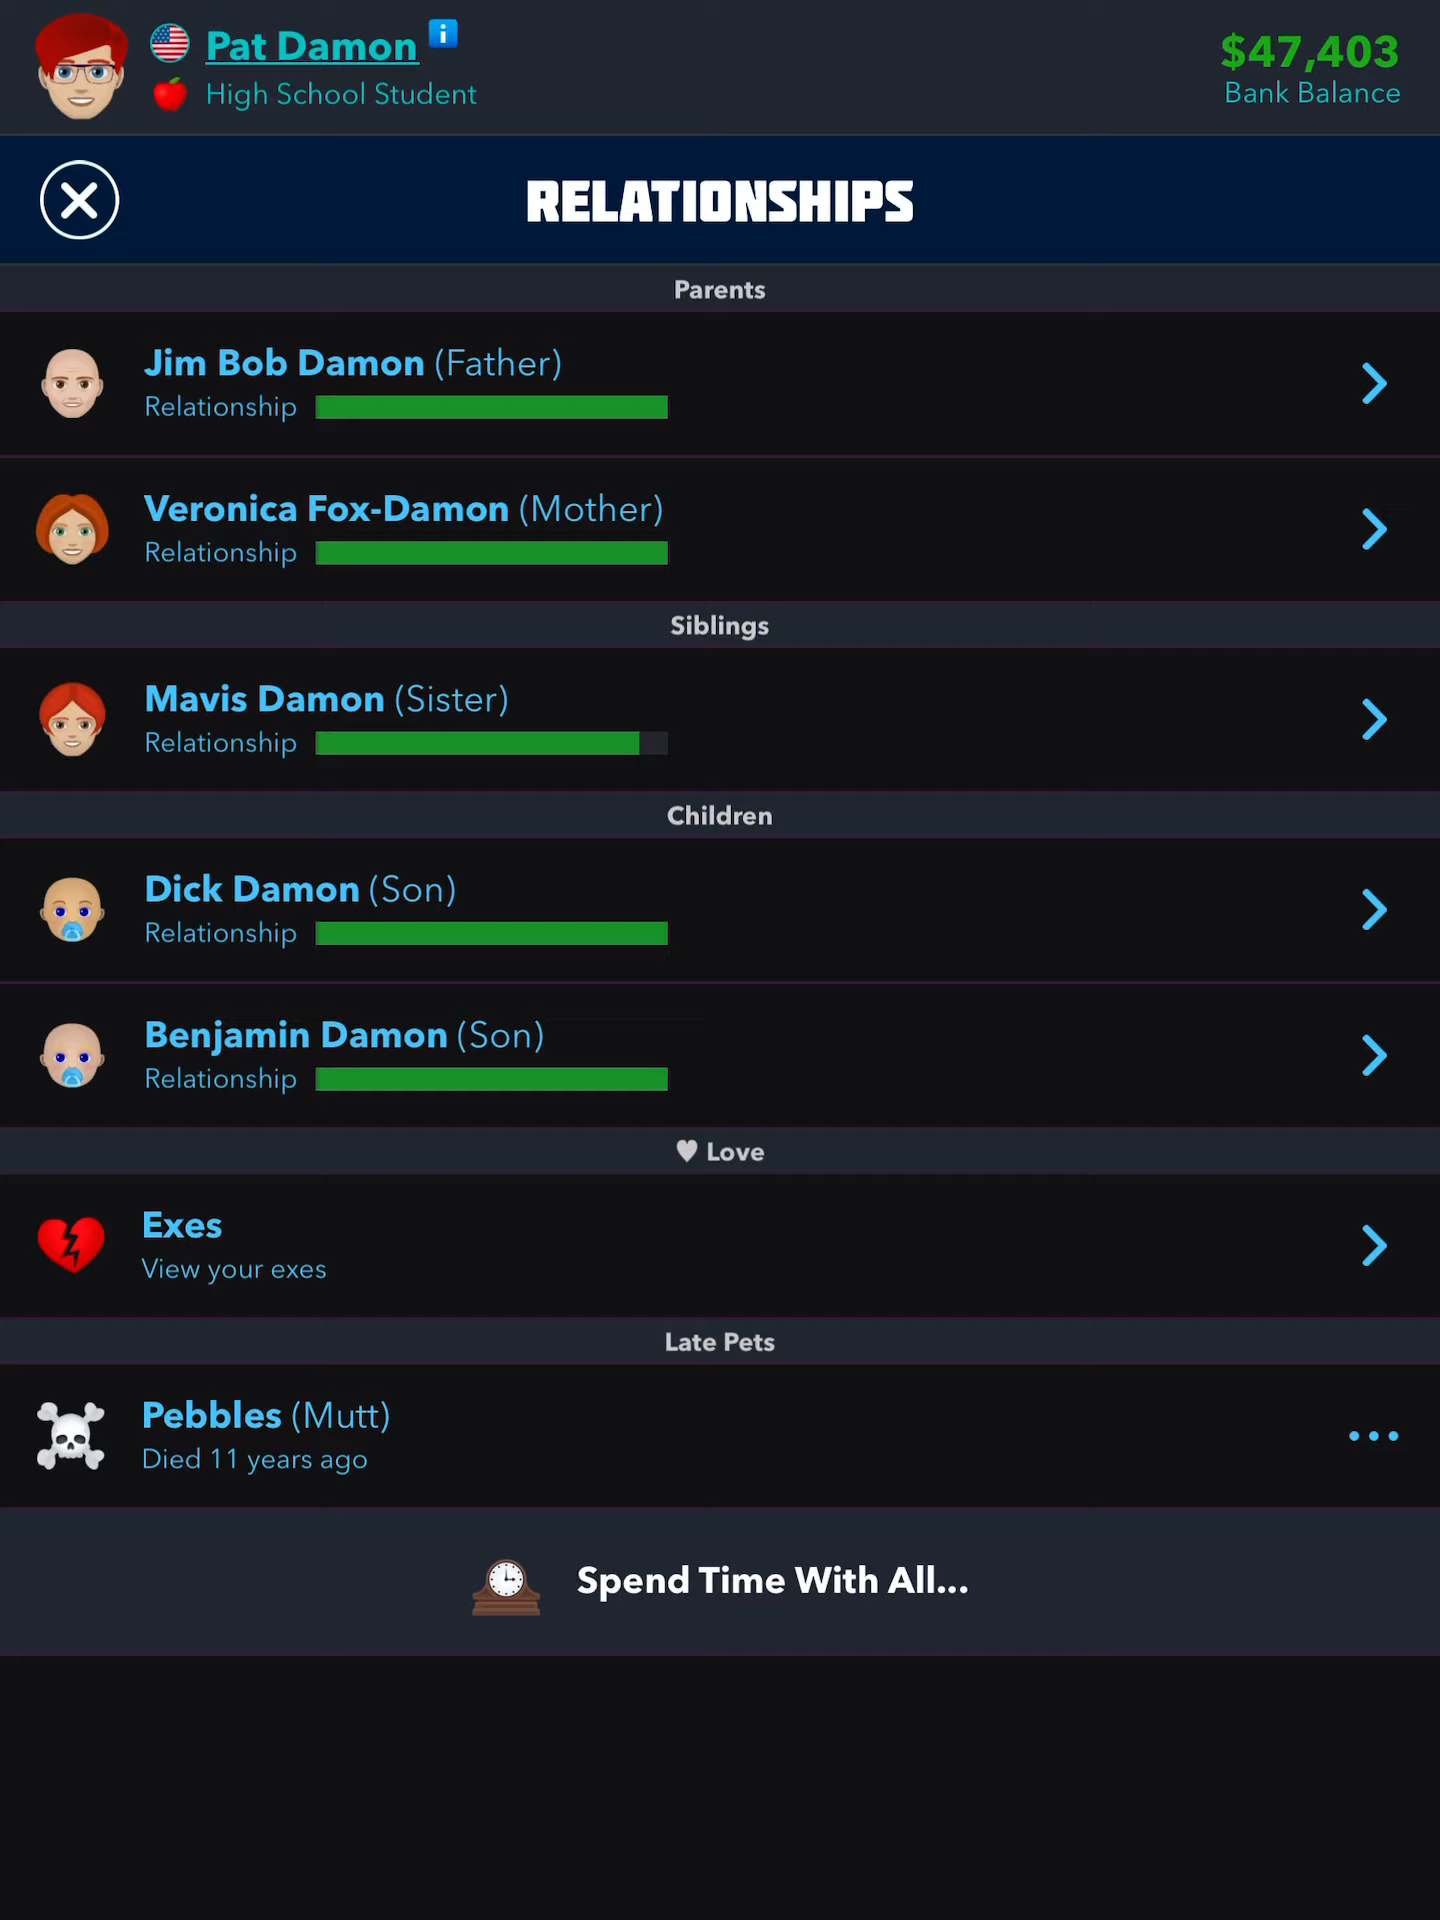 Pat Damon
High School Student
$47,403
Bank Balance
RELATIONSHIPS
Parents
Jim Bob Damon (Father)
Relationship
Veronica Fox-Damon (Mother)
Relationship
Siblings
Mavis Damon (Sister)
Relationship
Children
Dick Damon (Son)
Relationship
Benjamin Damon (Son)
Relationship
♥ Love
Exes
View your exes
Late Pets
Pebbles (Mutt)
Died 11 years ago
Spend Time With All...